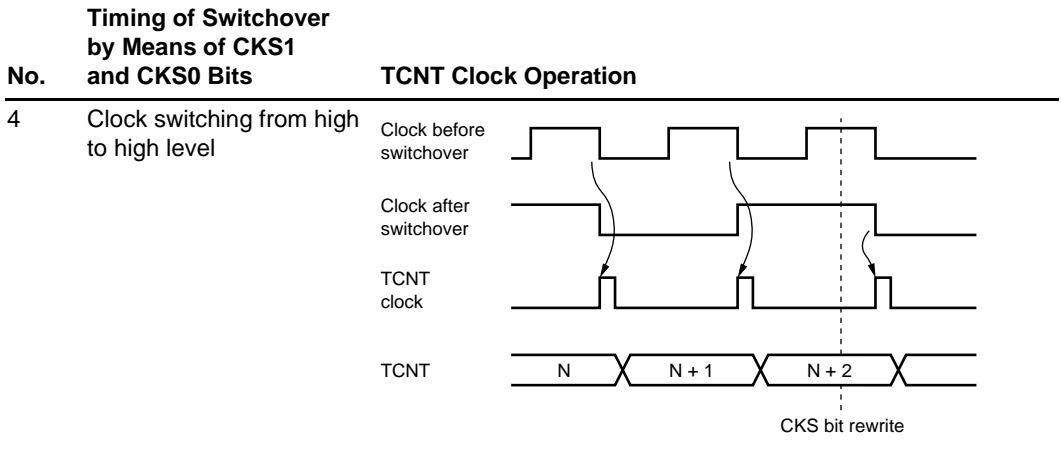 Timing of Switchover
by Means of CKS1
No. and CKS0 Bits TCNT Clock Operation
4 Clock switching from high
to high level
Clock before
switchover
Clock after
switchover
TCNT
clock
TCNT N N + 1 N + 2
CKS bit rewrite